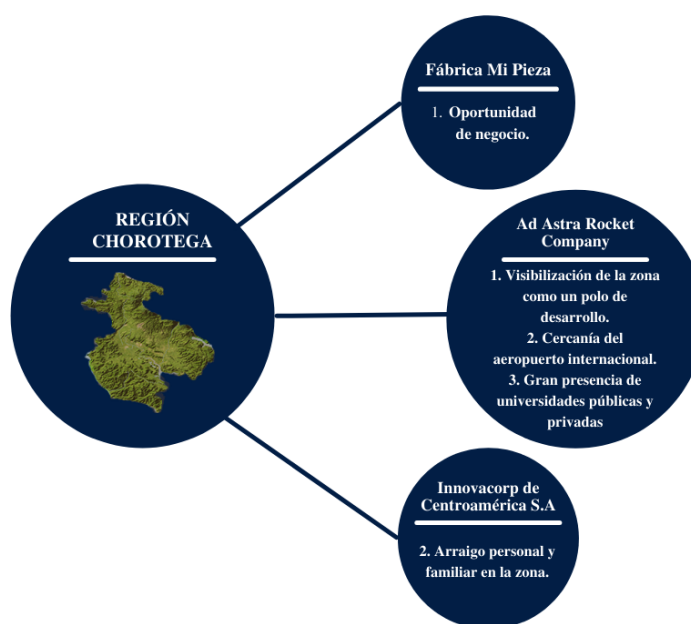 REGIÓN
CHOROTEGA
Fábrica Mi Pieza
1. Oportunidad
de negocio.
Ad Astra Rocket
Company
1. Visibilización de la zona
como un polo de
desarrollo.
2. Cercanía del
aeropuerto internacional.
3. Gran presencia de
universidades públicas y
privadas
Innovacorp de
Centroamérica S.A
2. Arraigo personal y
familiar en la zona.